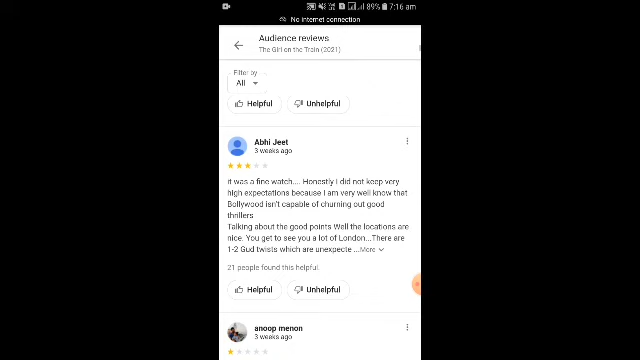 89% 7:16 am
No internet connection
Audience reviews
The Girl on the Train (2021)
Filter by
All
Helpful Unhelpful
Abhi Jeet
3 weeks ago
it was a fine watch.... Honestly I did not keep very
high expectations because I am very well know that
Bollywood isn't capable of churning out good
thrillers
Talking about the good points Well the locations are
nice. You get to see you a lot of London...There are
1-2 Gud twists which are unexpecte ...More
21 people found this helpful
Helpful Unhelpful
anoop menon
3 weeks ago